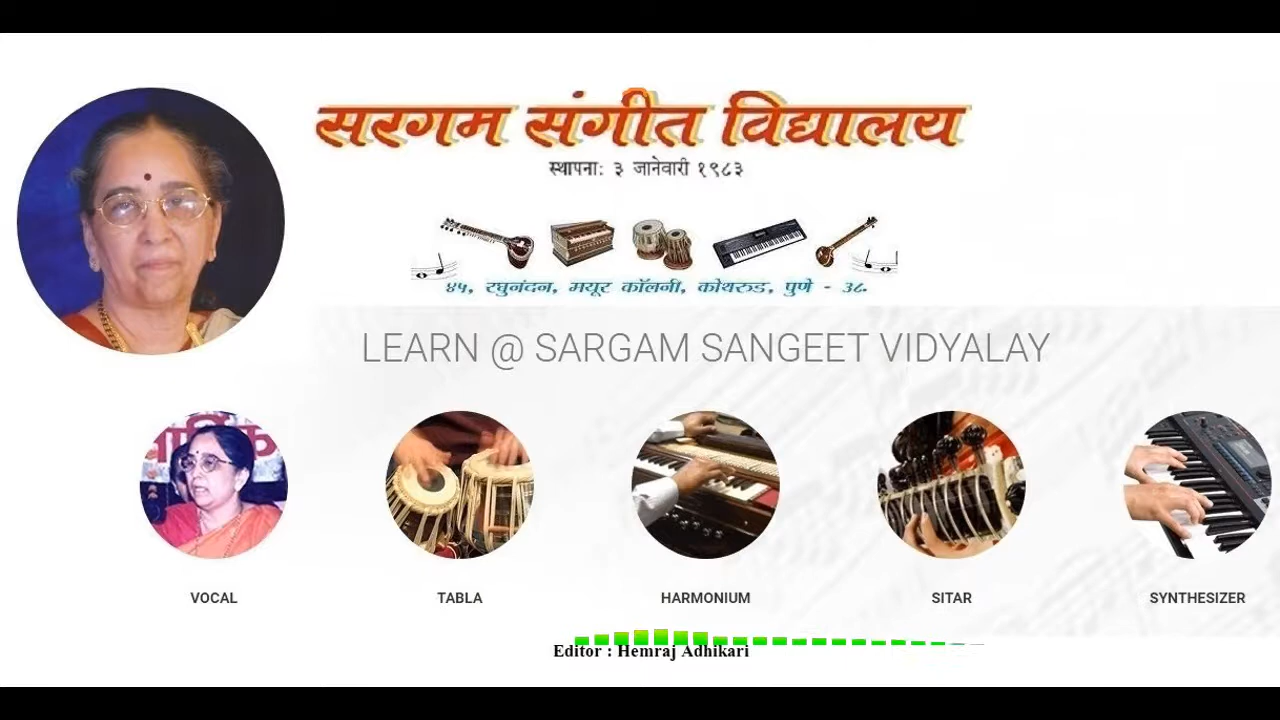 सरगम संगीत विद्यालय
स्थापनाः ३ जानेवारी १९८३
४५, रघुनंदन, मयूर कॉलनी, कोथरुड, पुणे - ३८.
LEARN @ SARGAM SANGEET VIDYALAY
VOCAL
TABLA
HARMONIUM
SITAR
SYNTHESIZER
Editor : Hemraj Adhikari